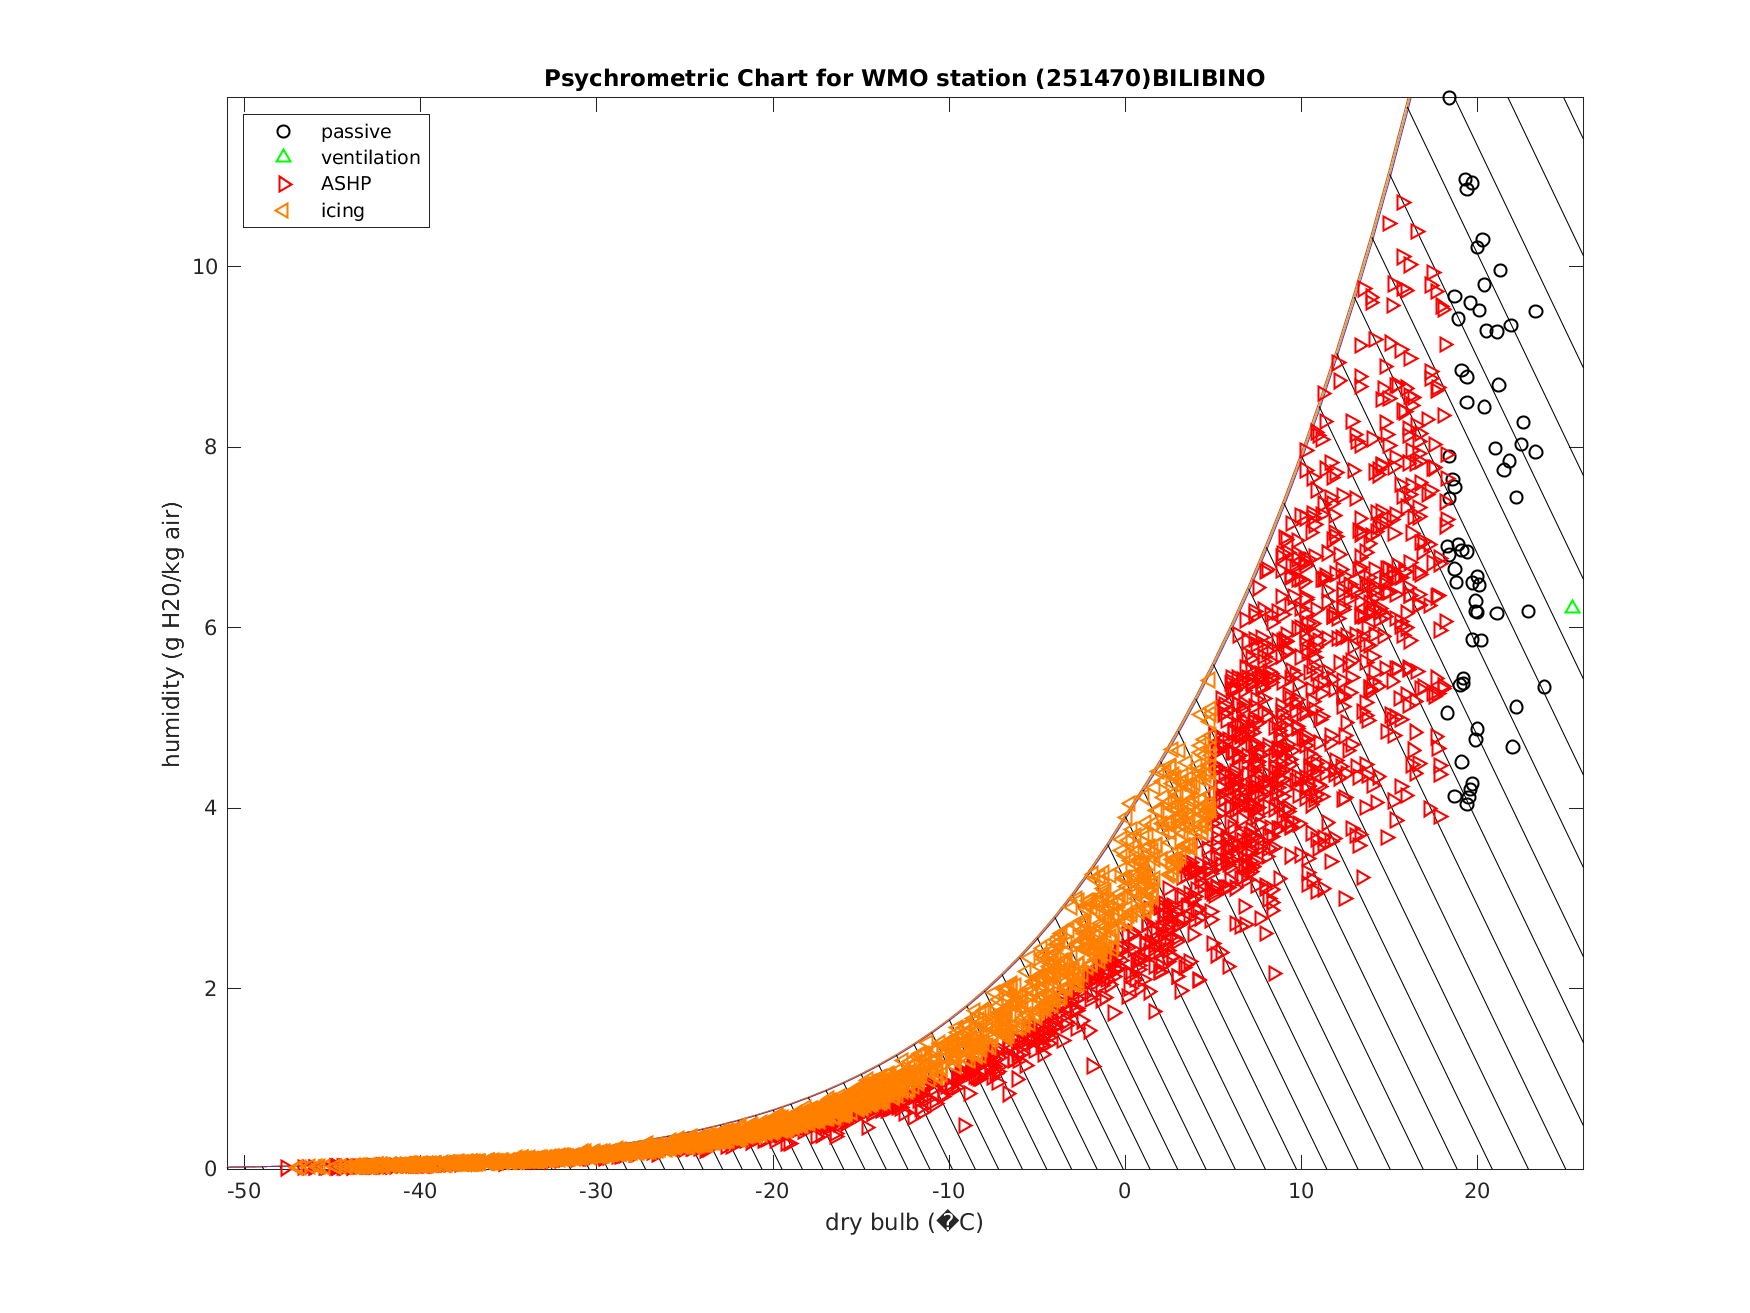 Psychrometric Chart for WMO station (251470)BILIBINO
passive
ventilation
ASHP
icing
10
8
6
4
2
0
humidity (g H20/kg air)
-50 -40 -30 -20 -10 0 10 20
dry bulb (�C)